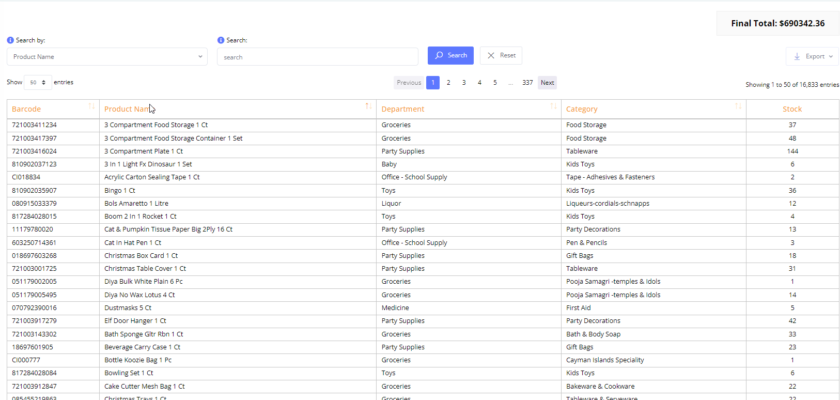 Final Total: $690342.36
Search by: Search:
Product Name search Search Reset Export
Show 50 entries Previous 1 2 3 4 5 ... 337 Next Showing 1 to 50 of 16,833 entries
Barcode Product Name Department Category Stock
721003411234 3 Compartment Food Storage 1 Ct Groceries Food Storage 37
721003417397 3 Compartment Food Storage Container 1 Set Groceries Food Storage 48
721003416024 3 Compartment Plate 1 Ct Party Supplies Tableware 144
810902037123 3 In 1 Light Fx Dinosaur 1 Set Baby Kids Toys 6
CI018834 Acrylic Carton Sealing Tape 1 Ct Office - School Supply Tape - Adhesives & Fasteners 2
810902035907 Bingo 1 Ct Toys Kids Toys 36
080915033379 Bols Amaretto 1 Litre Liquor Liqueurs-cordials-schnapps 12
817284028015 Boom 2 In 1 Rocket 1 Ct Toys Kids Toys 4
11179780020 Cat & Pumpkin Tissue Paper Big 2Ply 16 Ct Party Supplies Party Decorations 13
603250714361 Cat In Hat Pen 1 Ct Office - School Supply Pen & Pencils 3
018697603268 Christmas Box Card 1 Ct Party Supplies Gift Bags 18
721003001725 Christmas Table Cover 1 Ct Party Supplies Tableware 31
051179002005 Diya Bulk White Plain 6 Pc Groceries Pooja Samagri -temples & Idols 1
051179005495 Diya No Wax Lotus 4 Ct Groceries Pooja Samagri -temples & Idols 14
070792390016 Dustmasks 5 Ct Medicine First Aid 5
721003917279 Elf Door Hanger 1 Ct Party Supplies Party Decorations 42
721003143302 Bath Sponge Gltr Rbn 1 Ct Groceries Bath & Body Soap 33
18697601905 Beverage Carry Case 1 Ct Party Supplies Gift Bags 23
CI000777 Bottle Koozie Bag 1 Pc Groceries Cayman Islands Speciality 1
817284028084 Bowling Set 1 Ct Toys Kids Toys 6
721003912847 Cake Cutter Mesh Bag 1 Ct Groceries Bakeware & Cookware 22
085455219863 Christmas Trays 1 Ct Groceries Tableware & Serveware 22